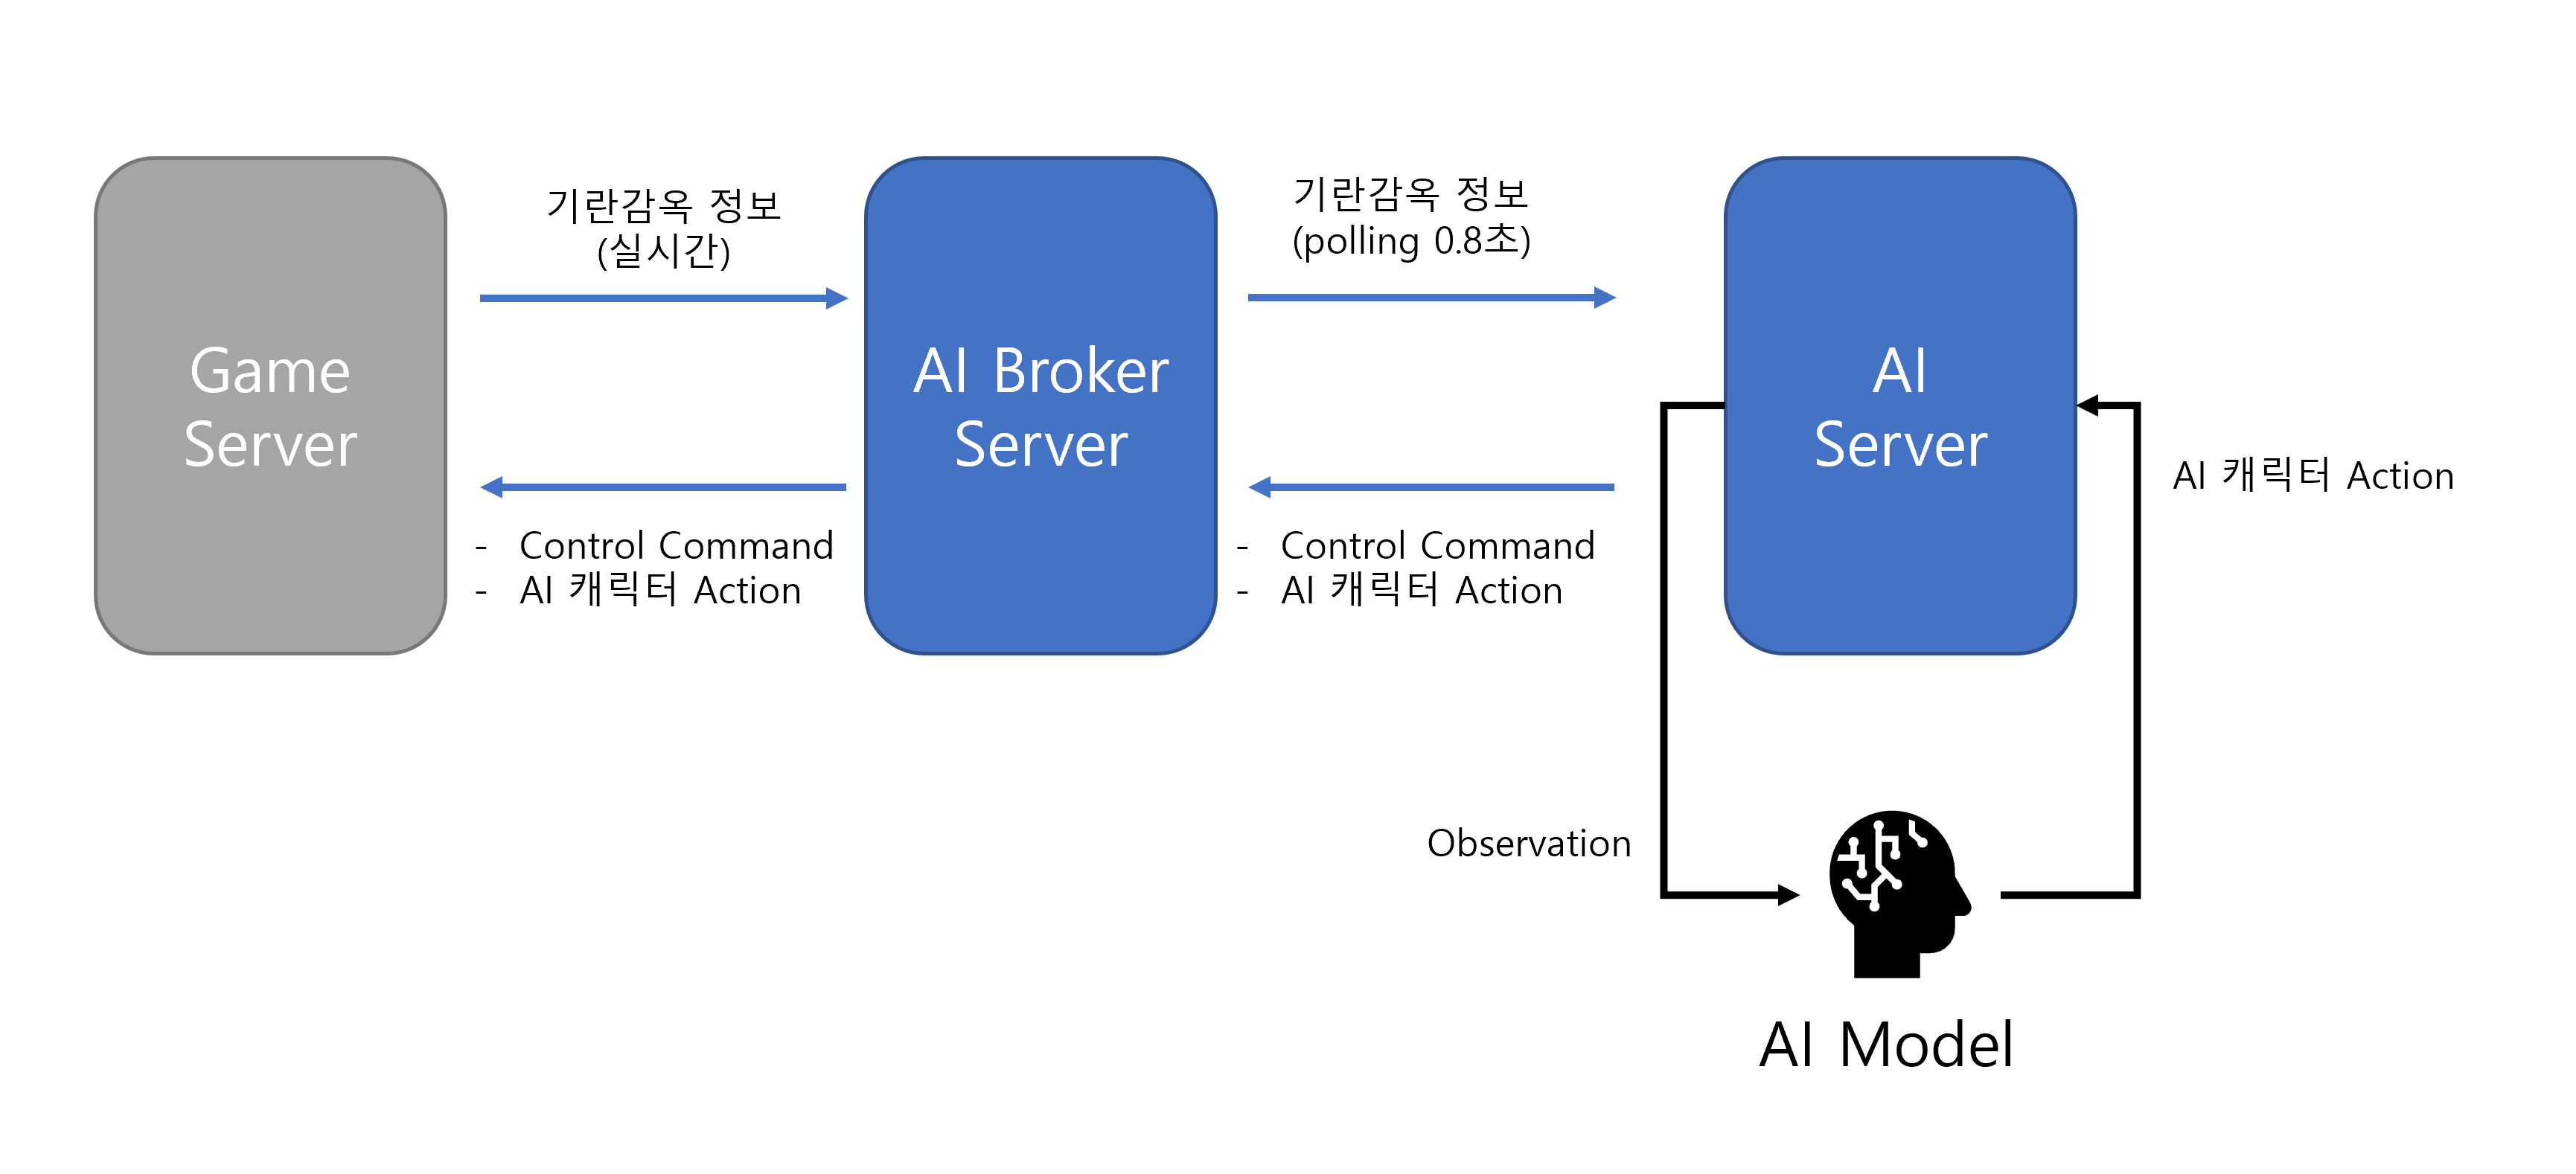 Game
Server
기란감옥 정보
(실시간)
- Control Command
- AI 캐릭터 Action
AI Broker
Server
기란감옥 정보
(polling 0.8초)
- Control Command
- AI 캐릭터 Action
AI
Server
AI 캐릭터 Action
Observation
AI Model